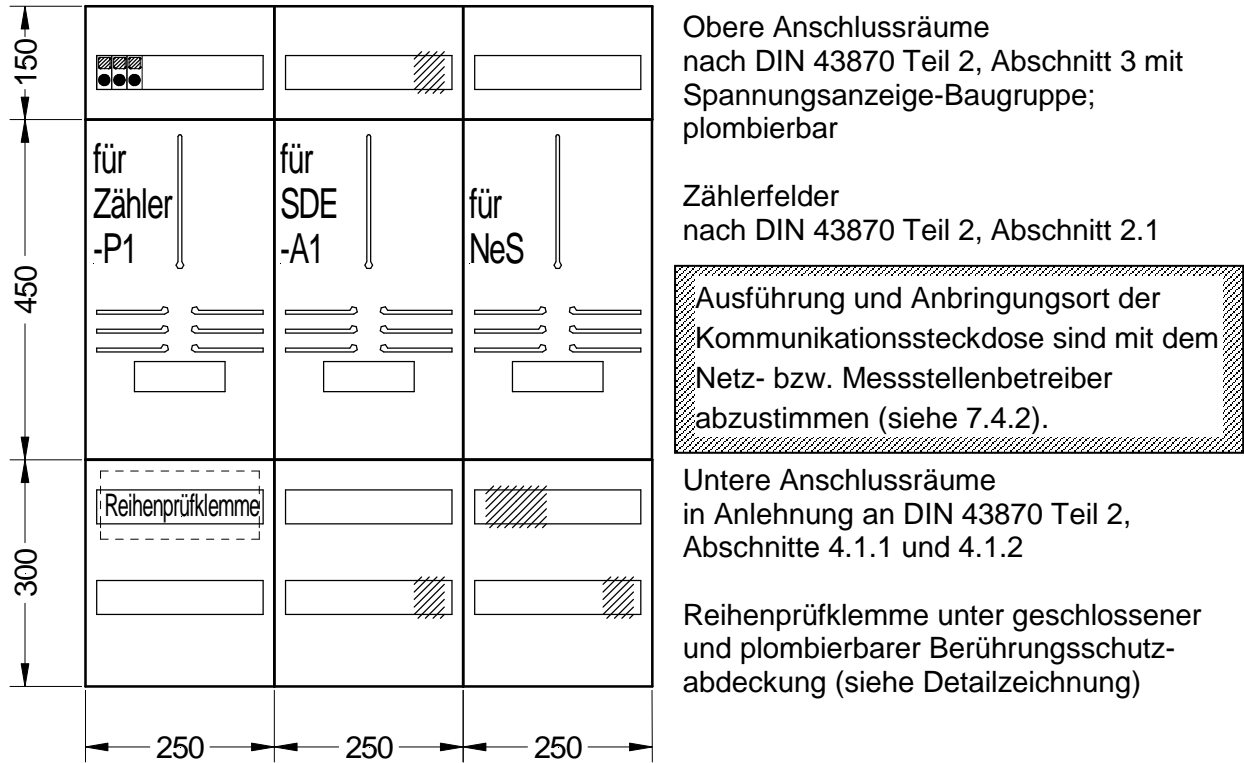 150
450
300
250
250
250
für
Zähler
-P1
für
SDE
-A1
für
NeS
Reihenprüfklemme
Obere Anschlussräume
nach DIN 43870 Teil 2, Abschnitt 3 mit
Spannungsanzeige-Baugruppe;
plombierbar
Zählerfelder
nach DIN 43870 Teil 2, Abschnitt 2.1
Ausführung und Anbringungsort der
Kommunikationssteckdose sind mit dem
Netz- bzw. Messstellenbetreiber
abzustimmen (siehe 7.4.2).
Untere Anschlussräume
in Anlehnung an DIN 43870 Teil 2,
Abschnitte 4.1.1 und 4.1.2
Reihenprüfklemme unter geschlossener
und plombierbarer Berührungsschutz-
abdeckung (siehe Detailzeichnung)